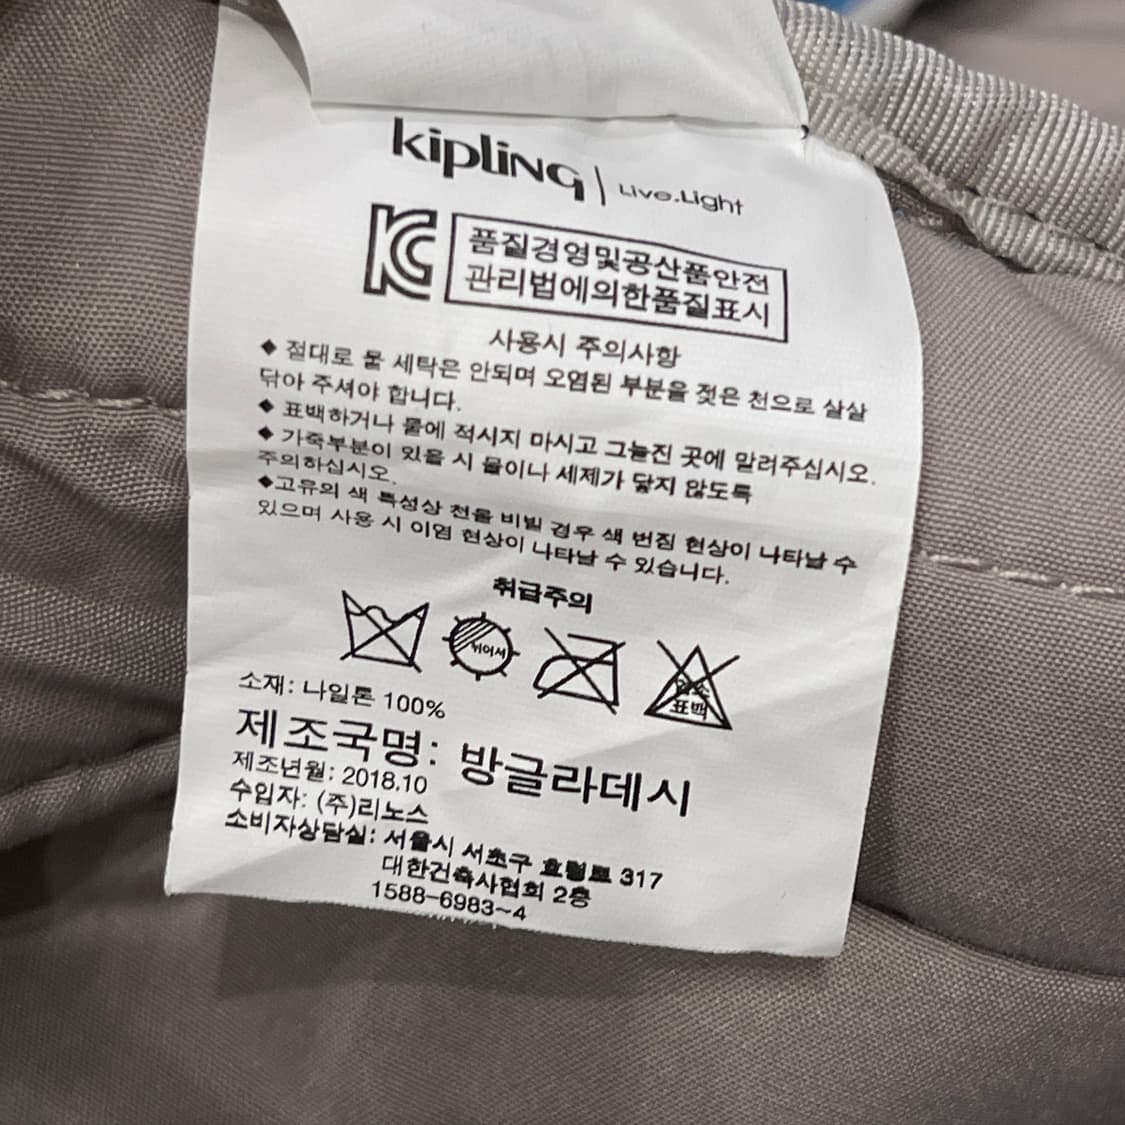 kipling | Live.Light
KC
품질경영및공산품안전
관리법에의한품질표시
사용시 주의사항
◆ 절대로 물 세탁은 안되며 오염된 부분을 젖은 천으로 살살
닦아 주셔야 합니다.
◆ 표백하거나 물에 적시지 마시고 그늘진 곳에 말려주십시오.
◆ 가죽부분이 있을 시 물이나 세제가 닿지 않도록
주의하십시오.
◆고유의 색 특성상 천을 비빌 경우 색 번짐 현상이 나타날 수
있으며 사용 시 이염 현상이 나타날 수 있습니다.
취급주의
뉘어서
염소
표백
소재: 나일론 100%
제조국명: 방글라데시
제조년월: 2018.10
수입자: (주)리노스
소비자상담실: 서울시 서초구 효령로 317
대한건축사협회 2층
1588-6983~4